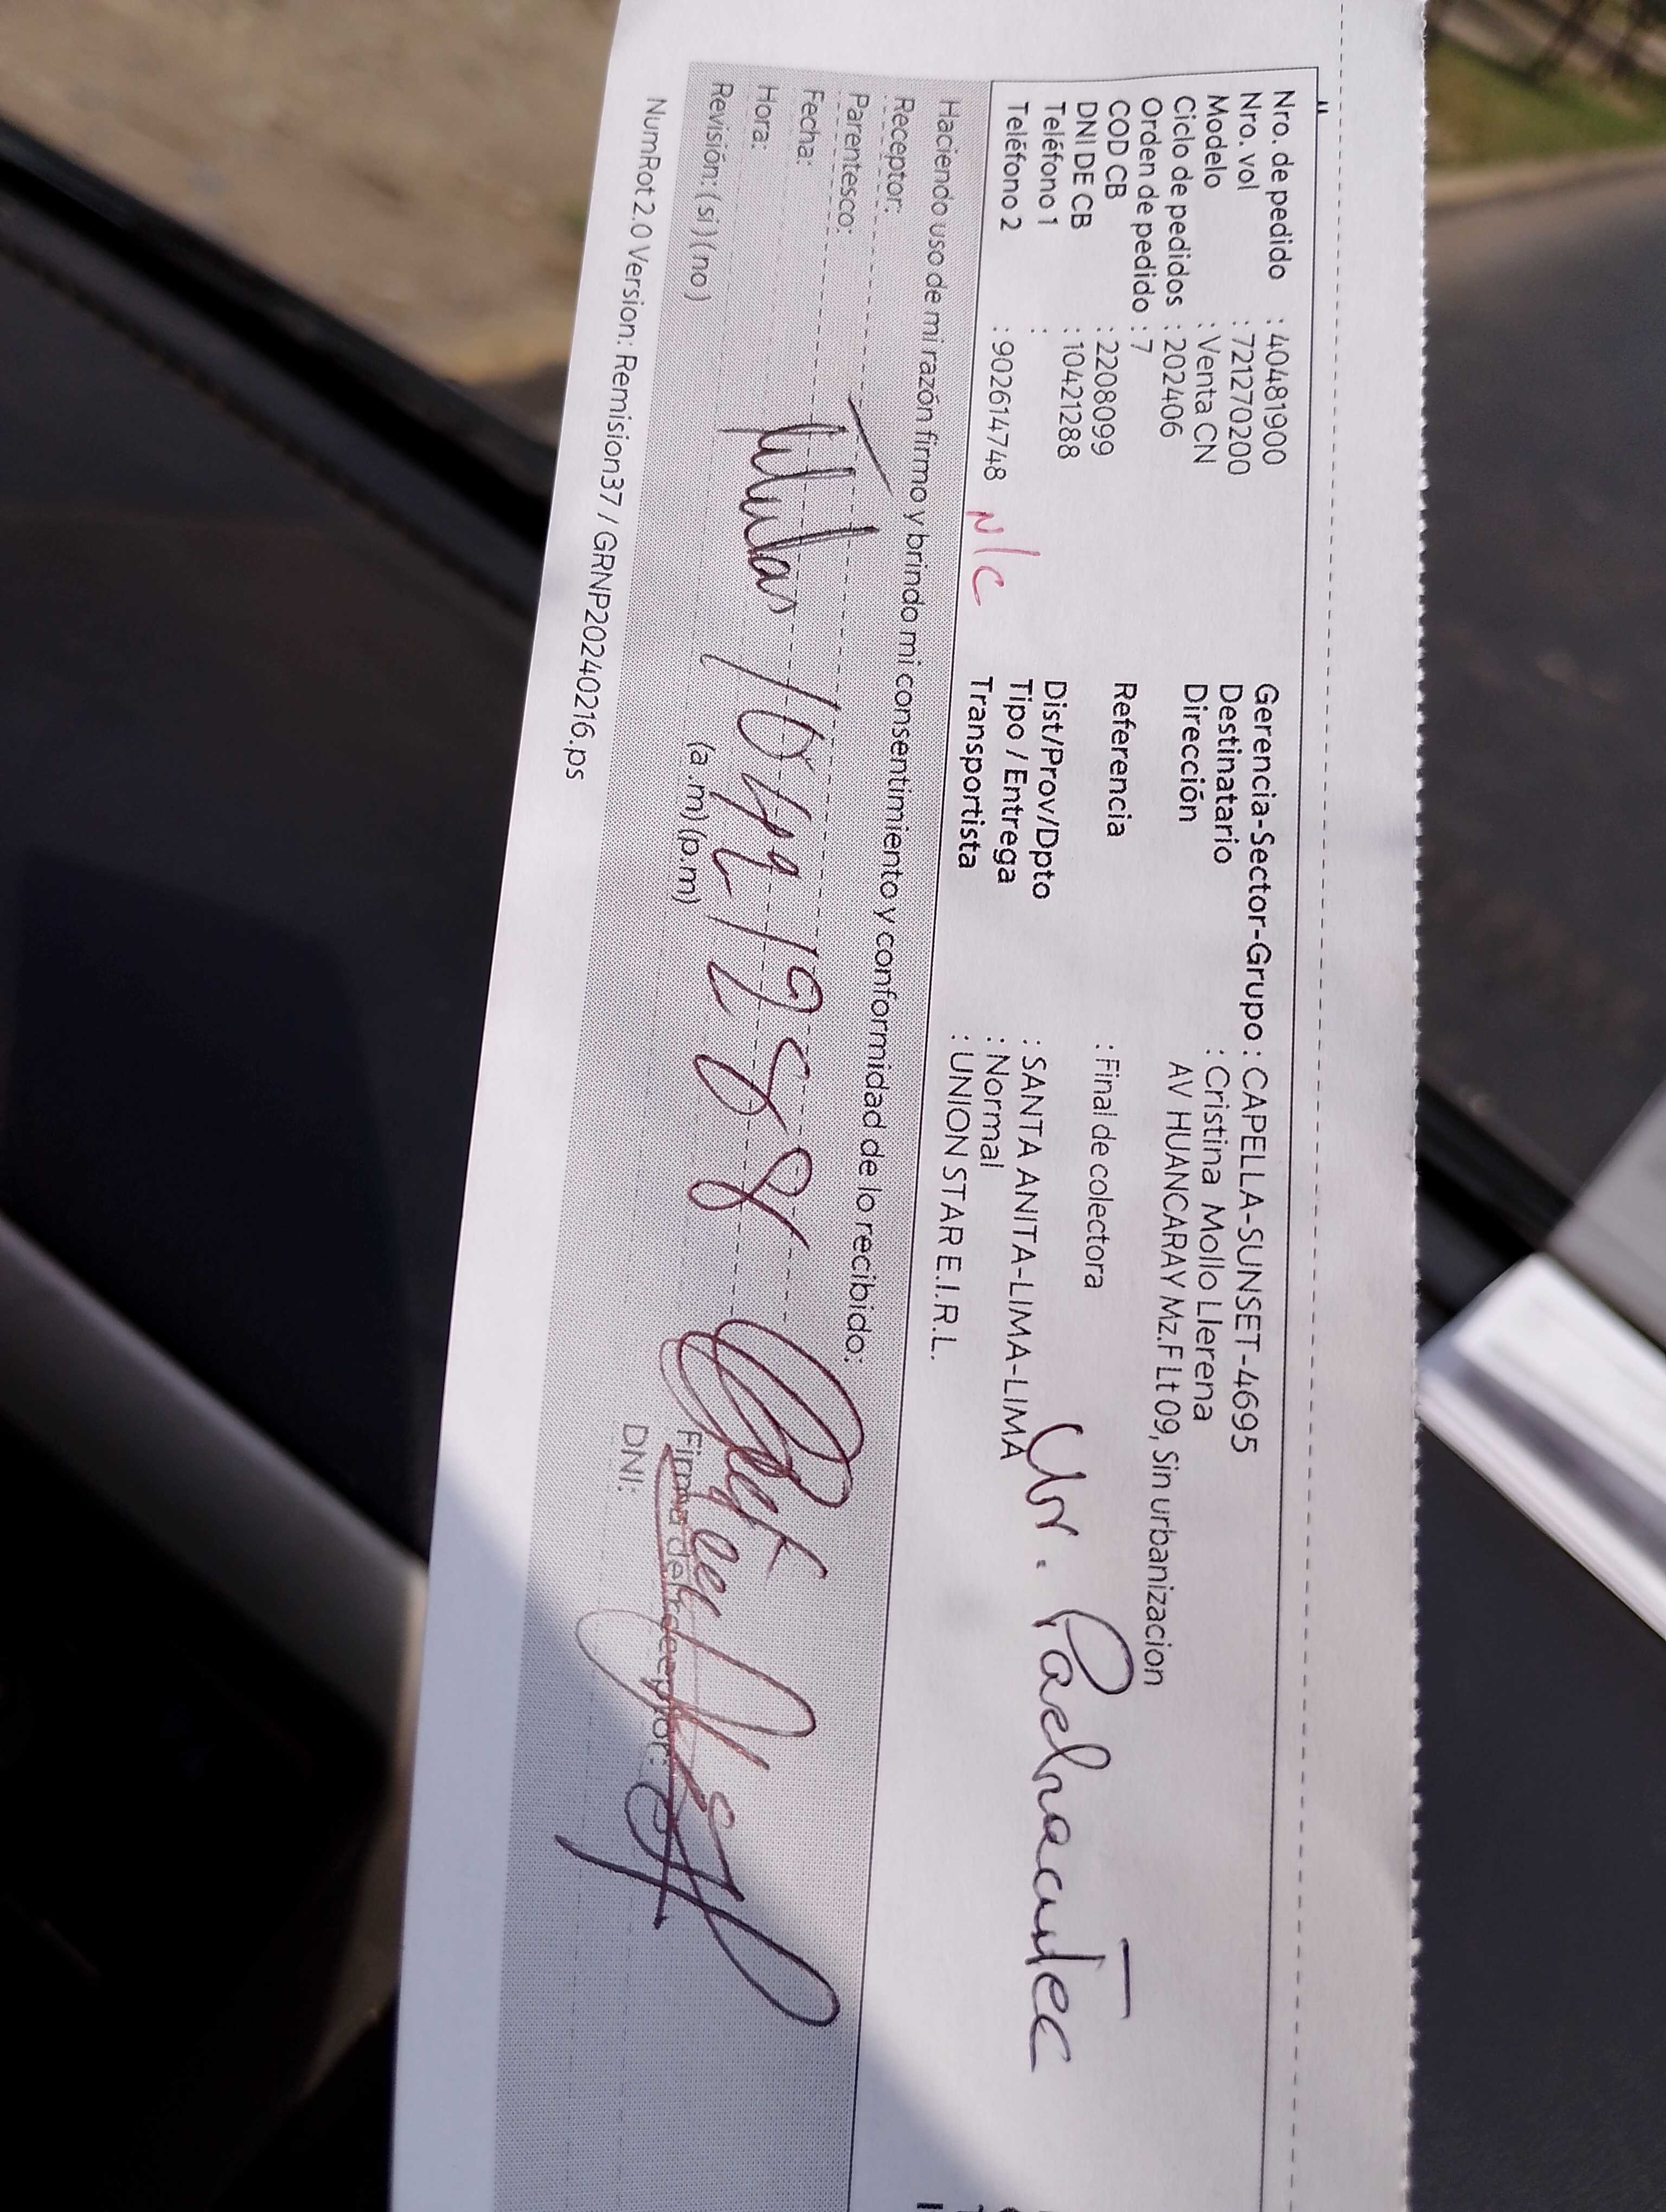 Nro. de pedido : 40481900
Nro. vol : 721270200
Modelo : Venta CN
Ciclo de pedidos : 202406
Orden de pedido : 7
COD CB : 2208099
DNI DE CB : 10421288
Teléfono 1 :
Teléfono 2 : 902614748 N/C
Gerencia-Sector-Grupo : CAPELLA-SUNSET-4695
Destinatario : Cristina Mollo Llerena
Dirección AV HUANCARAY Mz.F Lt 09, Sin urbanizacion
Referencia : Final de colectora
Dist/Prov/Dpto : SANTA ANITA-LIMA-LIMA
Tipo / Entrega : Normal
Transportista : UNION STAR E.I.R.L.
Ur. Pachacutec
Haciendo uso de mi razón firmo y brindo mi consentimiento y conformidad de lo recibido:
Receptor:
Parentesco:
Fecha:
Titular 10421288
Hora: (a.m) (p.m)
Revisión: ( si ) ( no )
Firma del receptor:
DNI:
NumRot 2.0 Version: Remision37 / GRNP20240216.ps